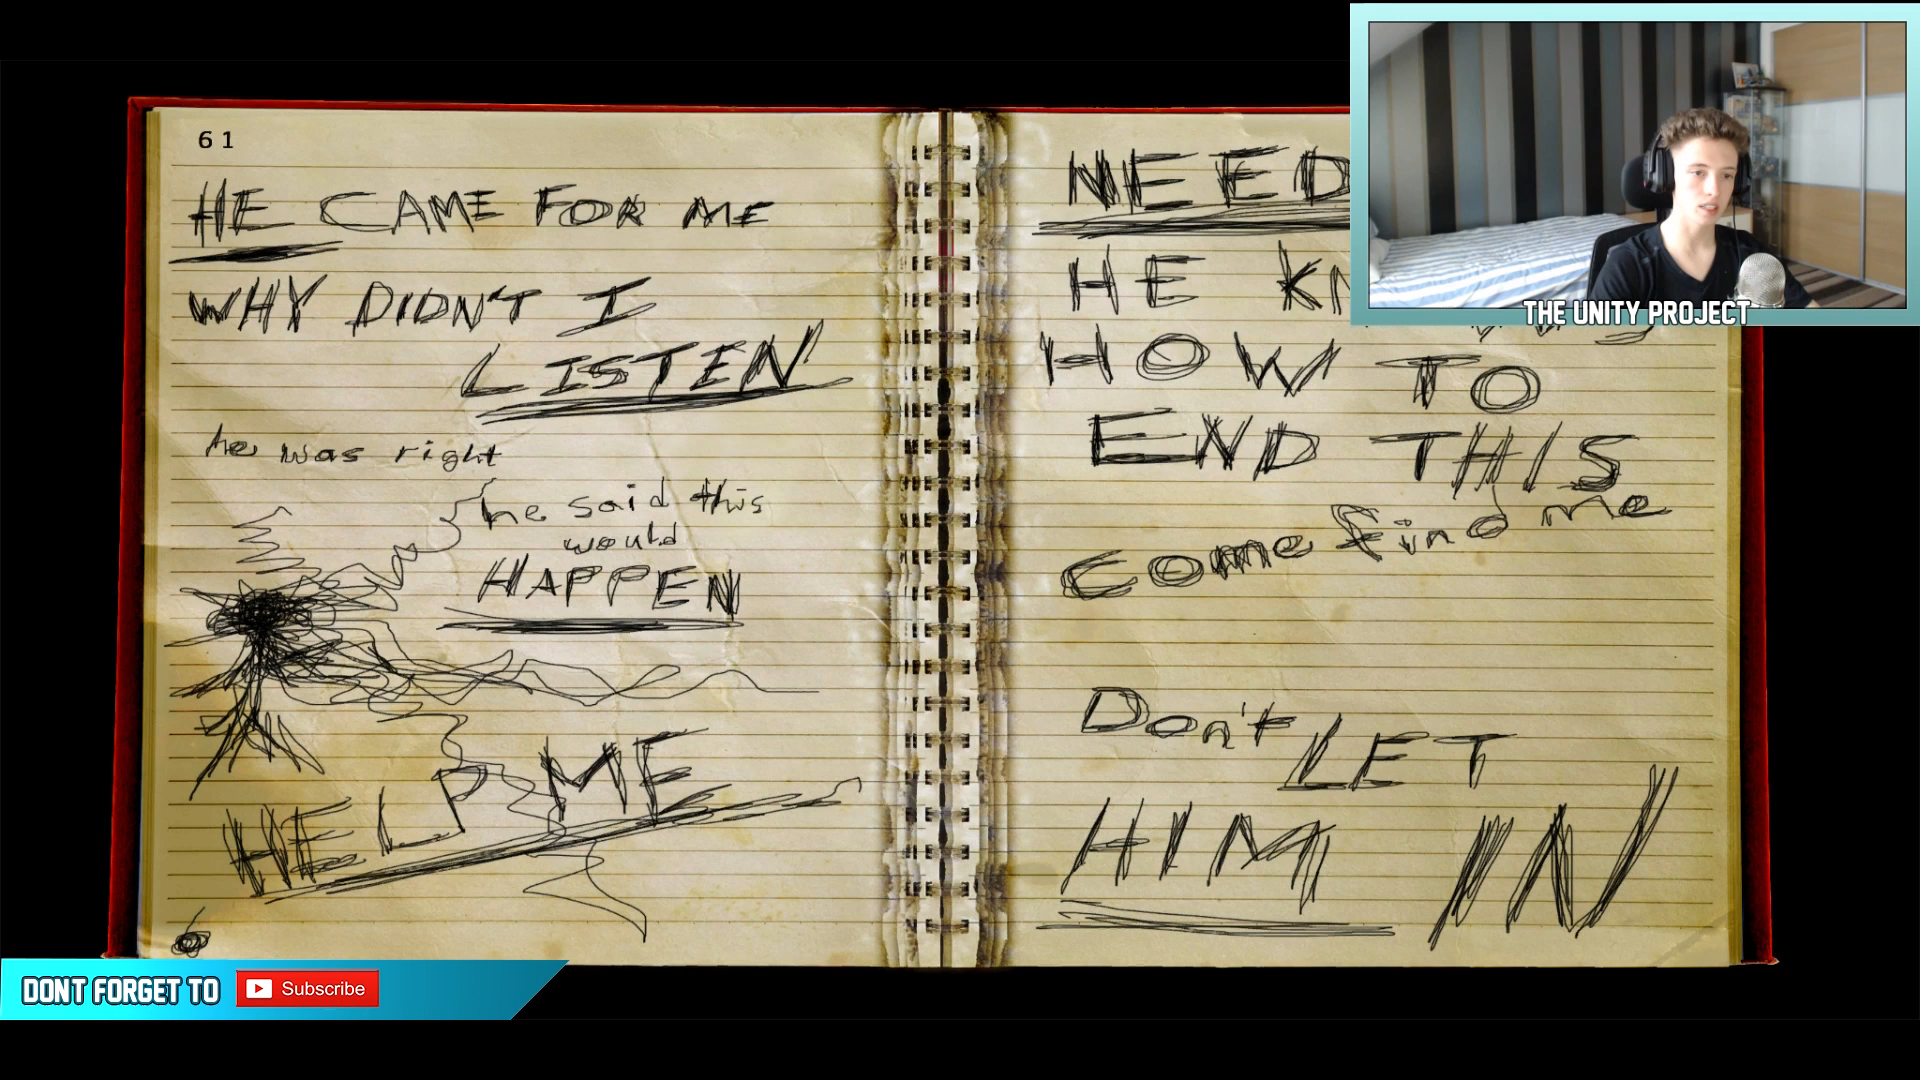 61
HE CAME FOR ME
WHY DIDN'T I
LISTEN
he was right
he said this
would
HAPPEN
HELP ME
NEED
HE
HOW TO
END THIS
come find me
Don't LET
HIM IN
THE UNITY PROJECT
DONT FORGET TO
Subscribe